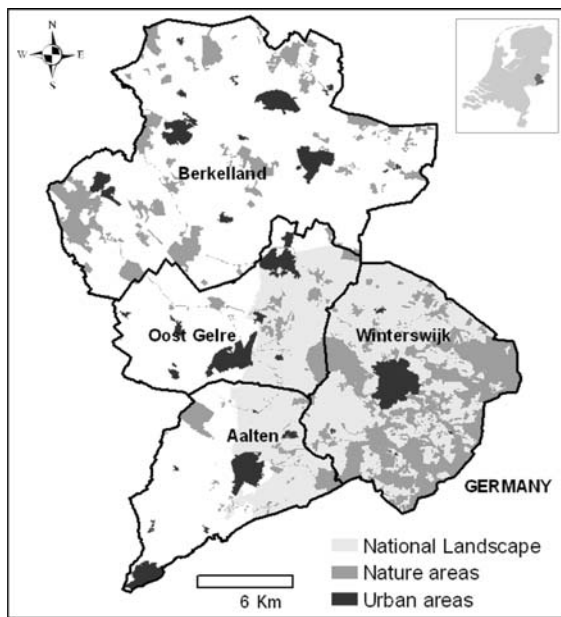 N
W E
S
Berkelland
Oost Gelre
Winterswijk
Aalten
GERMANY
National Landscape
Nature areas
Urban areas
6 Km